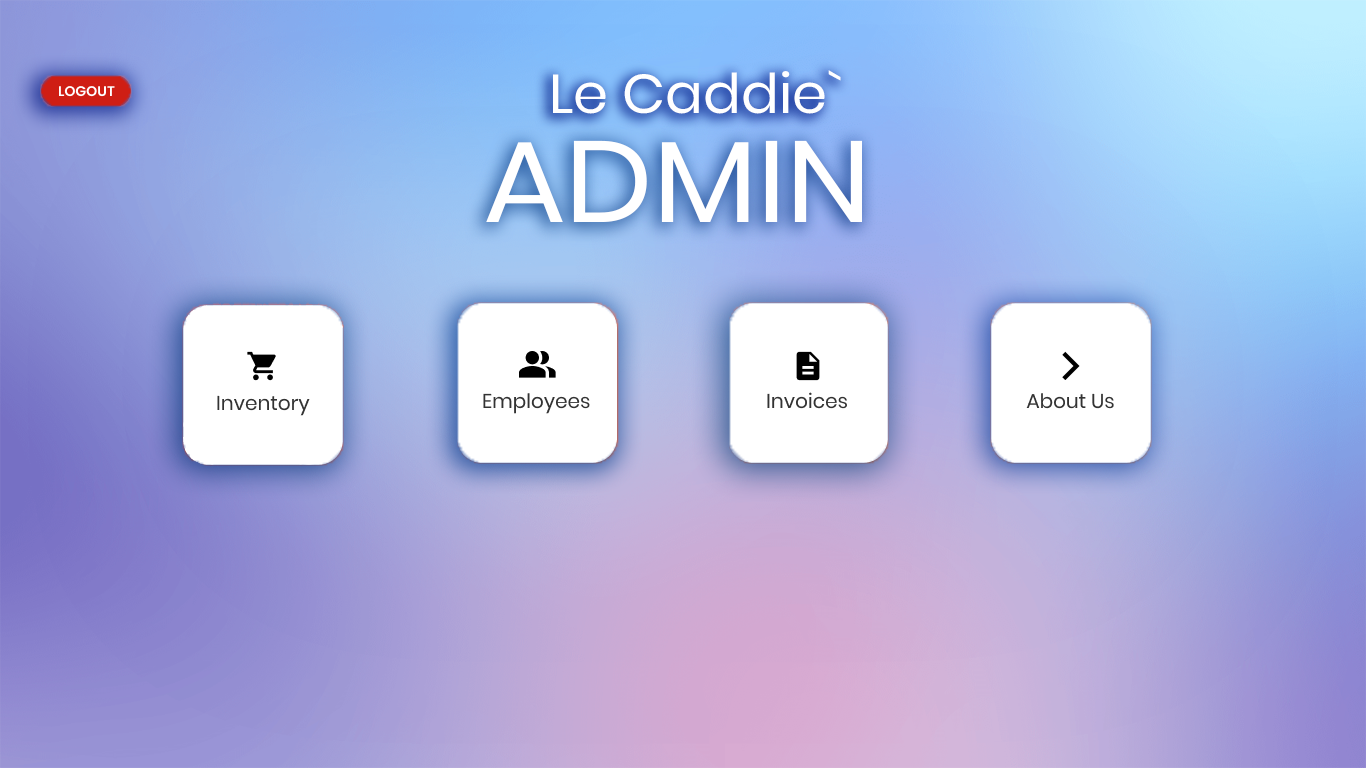 LOGOUT
Le Caddie`
ADMIN
Inventory
Employees
Invoices
About Us